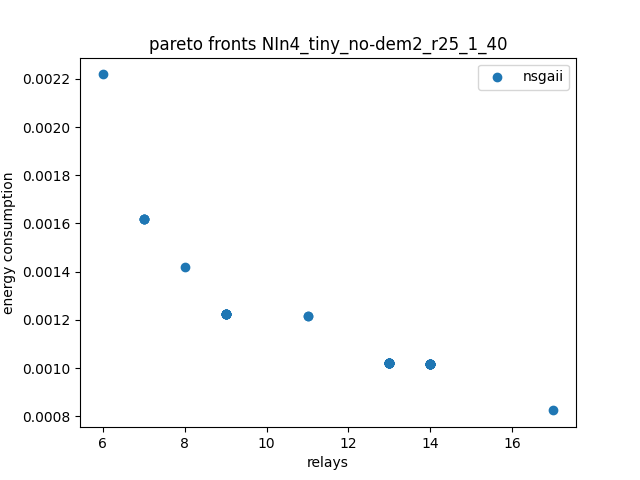 pareto fronts NIn4_tiny_no-dem2_r25_1_40
nsgaii
energy consumption
0.0022
0.0020
0.0018
0.0016
0.0014
0.0012
0.0010
0.0008
6 8 10 12 14 16
relays